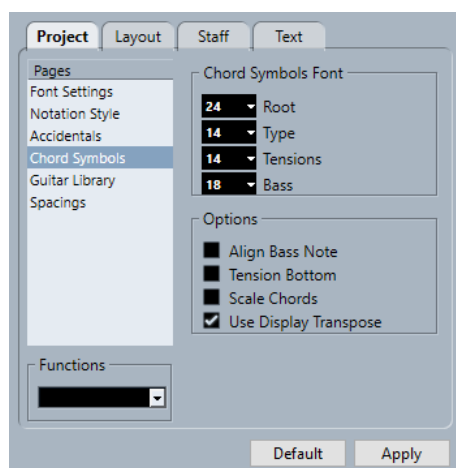 Project Layout Staff Text
Pages
Font Settings
Notation Style
Accidentals
Chord Symbols
Guitar Library
Spacings
Functions
Chord Symbols Font
24 Root
14 Type
14 Tensions
18 Bass
Options
Align Bass Note
Tension Bottom
Scale Chords
Use Display Transpose
Default Apply